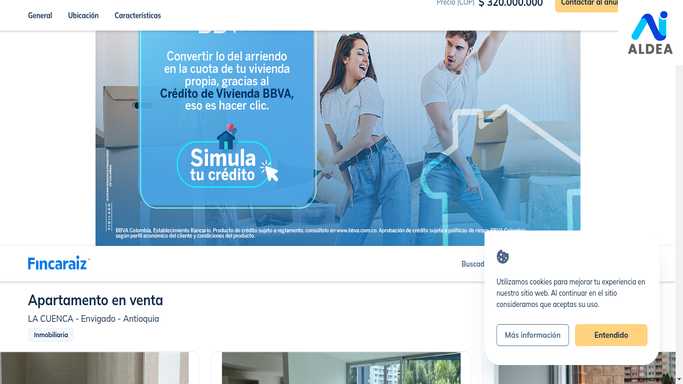 Precio (COP) $ 320.000.000
Contactar al anun
General Ubicación Características
ALDEA
Convertir lo del arriendo
en la cuota de tu vivienda
propia, gracias al
Crédito de Vivienda BBVA,
eso es hacer clic.
Simula
tu crédito
BBVA Colombia. Establecimiento Bancario. Producto de crédito sujeto a reglamento, consúltelo en www.bbva.com.co. Aprobación de crédito sujeta a políticas de riesgo BBVA Colombia
según perfil económico del cliente y condiciones del producto.
Fincaraiz
Buscad
Apartamento en venta
LA CUENCA - Envigado - Antioquia
Inmobiliaria
Utilizamos cookies para mejorar tu experiencia en
nuestro sitio web. Al continuar en el sitio
consideramos que aceptas su uso.
Más información
Entendido